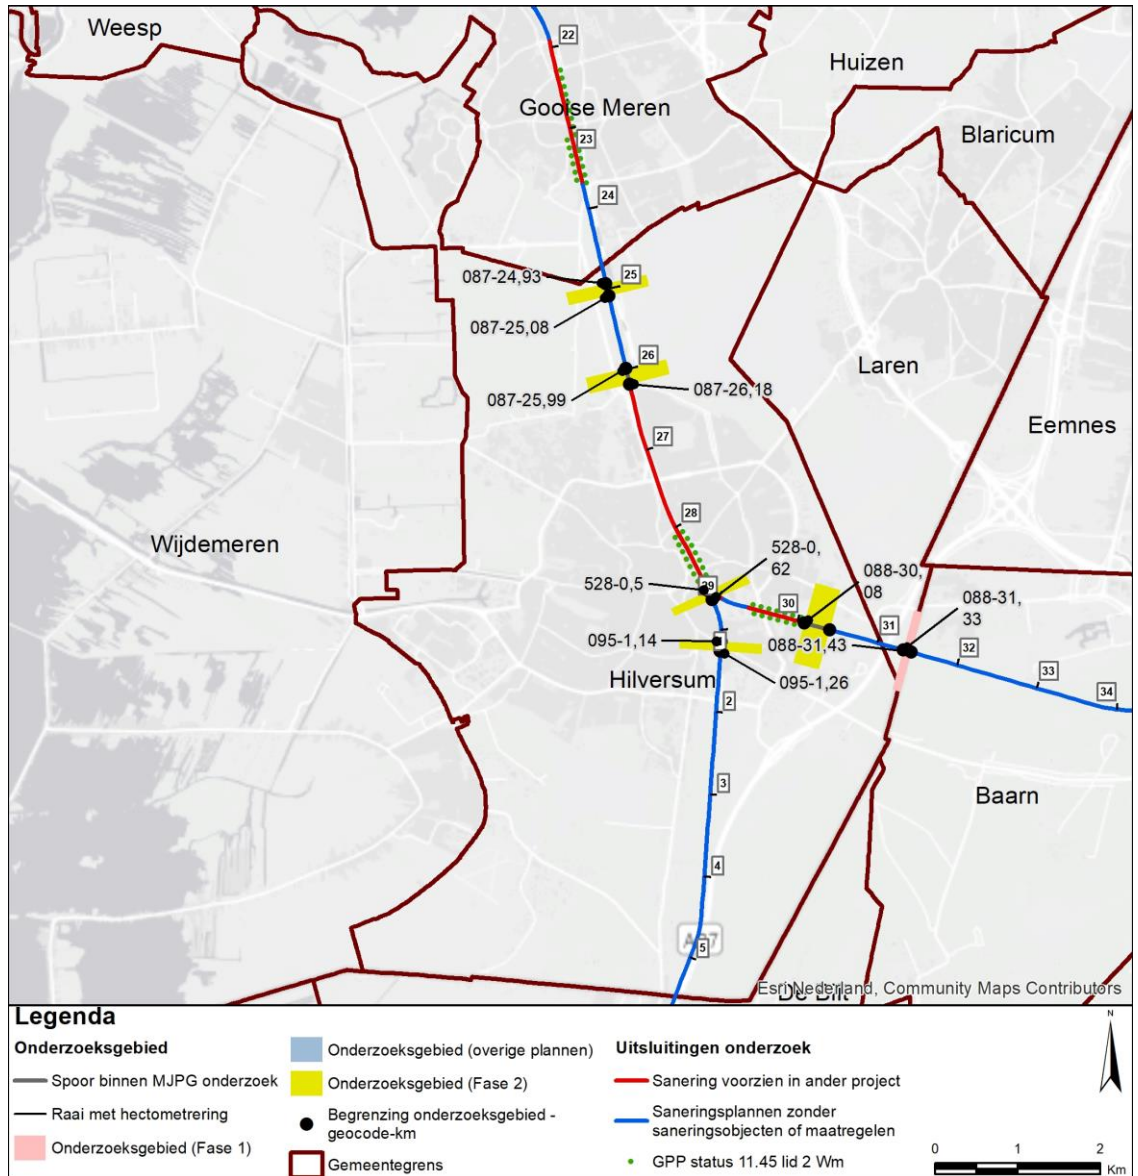 Weesp
22
Huizen
Gooise Meren
23
Blaricum
24
087-24,93
25
087-25,08
26
Laren
087-25,99
087-26,18
Eemnes
27
28
Wijdemeren
528-0,
62
088-30,
08
528-0,5
29
30
088-31,
33
095-1,14
088-31,43
31
32
33
34
Hilversum
095-1,26
2
3
Baarn
4
5
De Bilt
Esri Nederland, Community Maps Contributors
Legenda
Onderzoeksgebied
Spoor binnen MJPG onderzoek
Raai met hectometrering
Onderzoeksgebied (Fase 1)
Onderzoeksgebied (overige plannen)
Onderzoeksgebied (Fase 2)
Begrenzing onderzoeksgebied -
geocode-km
Gemeentegrens
Uitsluitingen onderzoek
Sanering voorzien in ander project
Saneringsplannen zonder
saneringsobjecten of maatregelen
GPP status 11.45 lid 2 Wm
N
0 1 2
Km